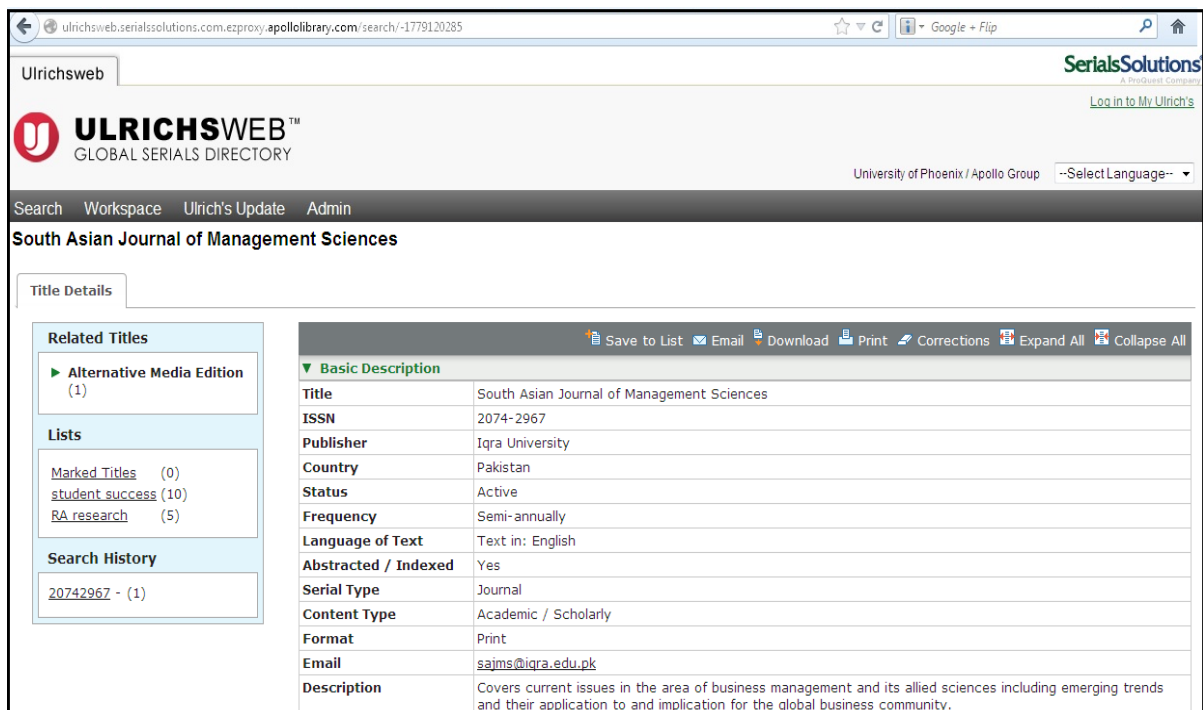 ulrichsweb.serialssolutions.com.ezproxy.apollolibrary.com/search/-1779120285
Google + Flip
Ulrichsweb
SerialsSolutions
A ProQuest Company
Log in to My Ulrich's
ULRICHSWEB™
GLOBAL SERIALS DIRECTORY
University of Phoenix / Apollo Group
--Select Language--
Search Workspace Ulrich's Update Admin
South Asian Journal of Management Sciences
Title Details
Related Titles
Alternative Media Edition
(1)
Lists
Marked Titles (0)
student success (10)
RA research (5)
Search History
20742967 - (1)
Save to List Email Download Print Corrections Expand All Collapse All
Basic Description
Title South Asian Journal of Management Sciences
ISSN 2074-2967
Publisher Iqra University
Country Pakistan
Status Active
Frequency Semi-annually
Language of Text Text in: English
Abstracted / Indexed Yes
Serial Type Journal
Content Type Academic / Scholarly
Format Print
Email sajms@iqra.edu.pk
Description Covers current issues in the area of business management and its allied sciences including emerging trends
and their application to and implication for the global business community.